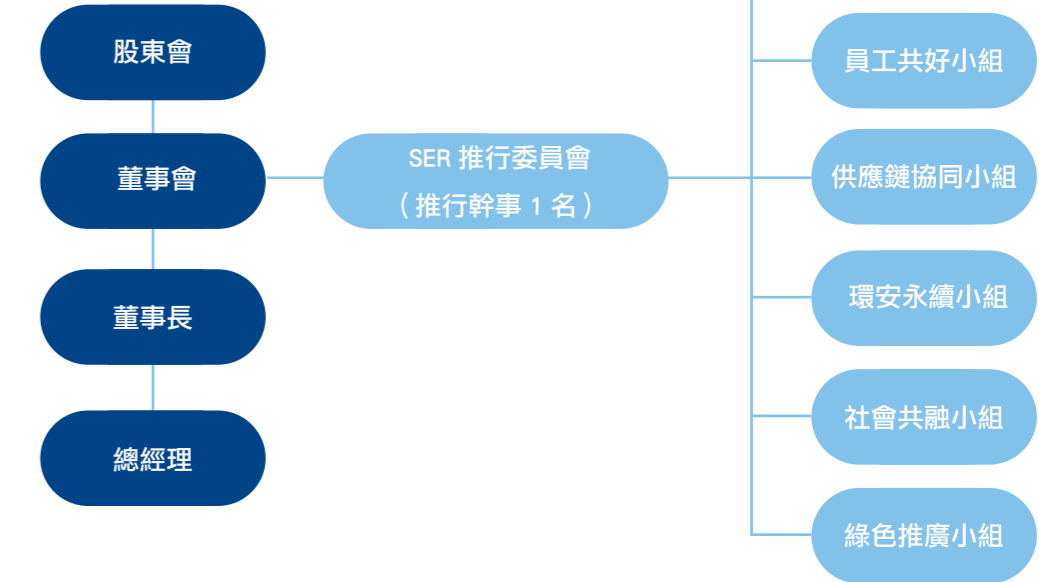 股東會
董事會
董事長
總經理
SER 推行委員會
（推行幹事 1 名）
員工共好小組
供應鏈協同小組
環安永續小組
社會共融小組
綠色推廣小組